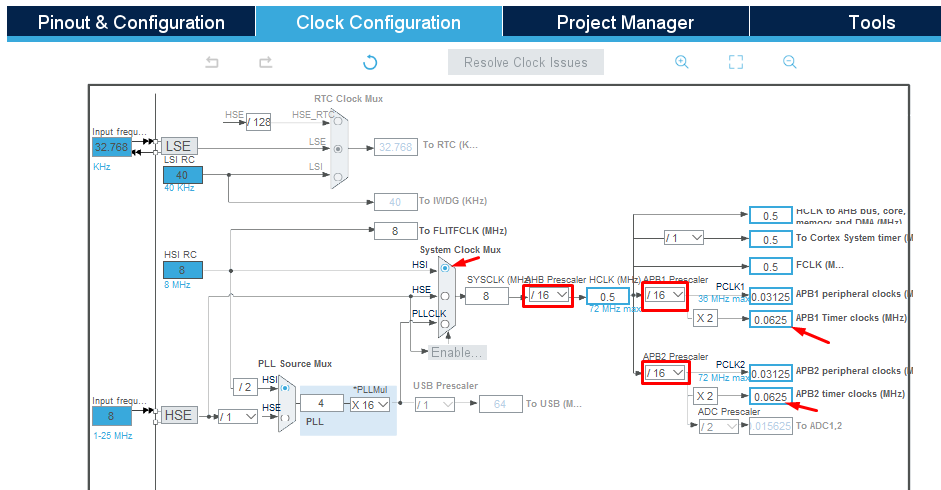 Pinout & Configuration
Clock Configuration
Project Manager
Tools
Resolve Clock Issues
RTC Clock Mux
HSE
/ 128
HSE_RTC
Input frequ...
32.768
KHz
LSE
LSE
32.768
To RTC (K...
LSI RC
40
40 KHz
LSI
40
To IWDG (KHz)
8
To FLITFCLK (MHz)
System Clock Mux
HSI RC
8
8 MHz
HSI
HSE
PLLCLK
Enable...
SYSCLK (MHz)
8
AHB Prescaler
/ 16
HCLK (MHz)
0.5
72 MHz max
0.5
HCLK to AHB bus, core,
memory and DMA (MHz)
/ 1
0.5
To Cortex System timer (M
0.5
FCLK (M...
APB1 Prescaler
/ 16
PCLK1
36 MHz max
0.03125
APB1 peripheral clocks (M
X 2
0.0625
APB1 Timer clocks (MHz)
APB2 Prescaler
/ 16
PCLK2
72 MHz max
0.03125
APB2 peripheral clocks (M
X 2
0.0625
APB2 timer clocks (MHz)
ADC Prescaler
/ 2
.015625
To ADC1,2
PLL Source Mux
/ 2
HSI
HSE
Input frequ...
8
1-25 MHz
HSE
/ 1
4
*PLLMul
X 16
PLL
USB Prescaler
/ 1
64
To USB (M...